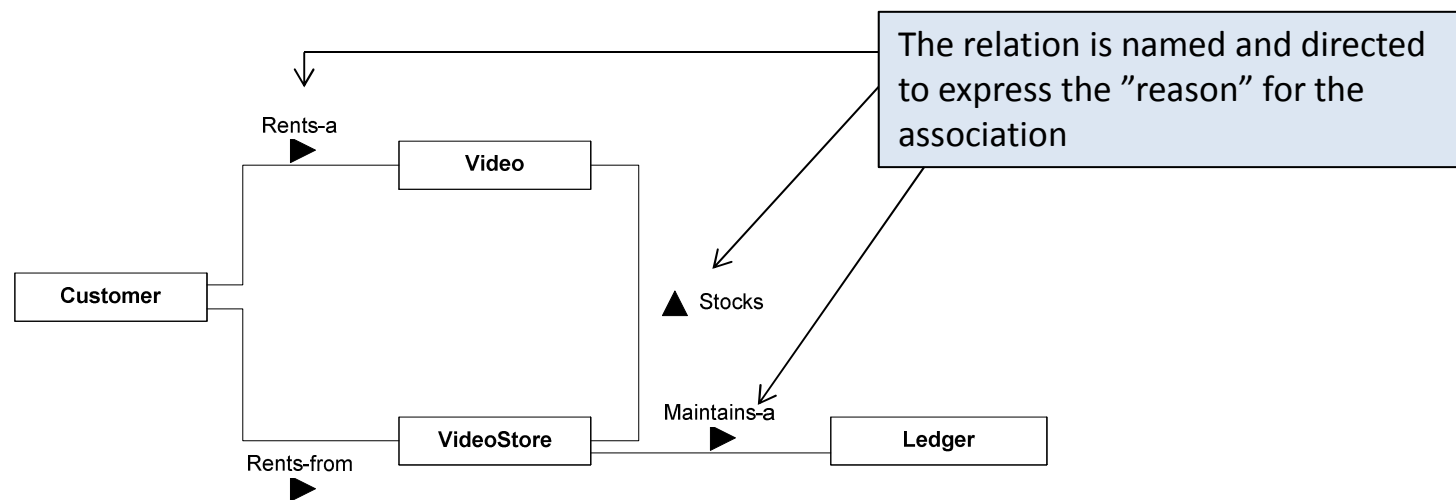 The relation is named and directed
to express the ”reason” for the
association
Rents-a
Video
Customer
Stocks
Maintains-a
VideoStore
Ledger
Rents-from